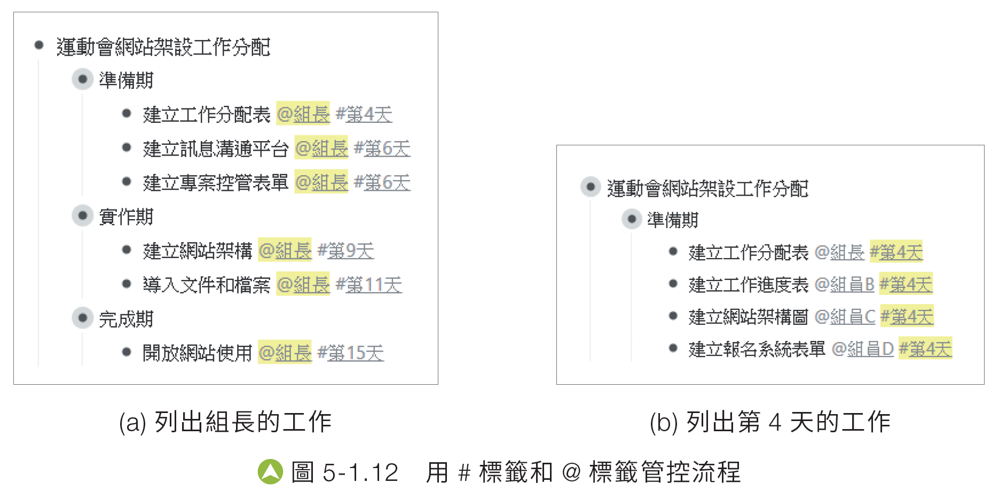 運動會網站架設工作分配
準備期
建立工作分配表 @組長 #第4天
建立訊息溝通平台 @組長 #第6天
建立專案控管表單 @組長 #第6天
實作期
建立網站架構 @組長 #第9天
導入文件和檔案 @組長 #第11天
完成期
開放網站使用 @組長 #第15天
(a) 列出組長的工作
運動會網站架設工作分配
準備期
建立工作分配表 @組長 #第4天
建立工作進度表 @組員B #第4天
建立網站架構圖 @組員C #第4天
建立報名系統表單 @組員D #第4天
(b) 列出第 4 天的工作
圖 5-1.12 用 # 標籤和 @ 標籤管控流程